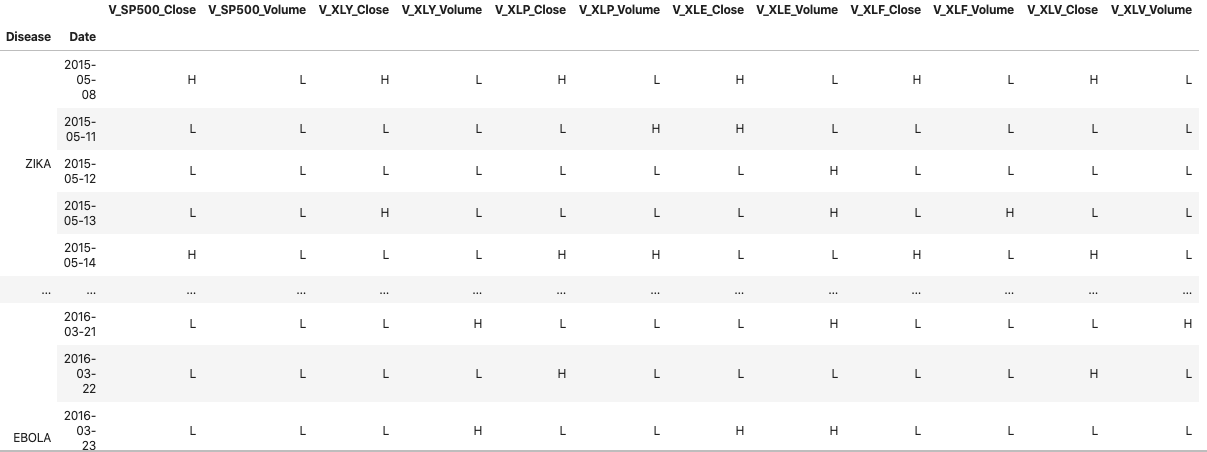 V_SP500_Close V_SP500_Volume V_XLY_Close V_XLY_Volume V_XLP_Close V_XLP_Volume V_XLE_Close V_XLE_Volume V_XLF_Close V_XLF_Volume V_XLV_Close V_XLV_Volume
Disease Date
2015-
05-
08
H L H L H L H L H L H L
2015-
05-11
L L L L L H H L L L L L
ZIKA
2015-
05-12
L L L L L L L H L L L L
2015-
05-13
L L H L L L L H L H L L
2015-
05-14
H L L L H H L L H L H L
... ... ... ... ... ... ... ... ... ... ... ... ... ...
2016-
03-21
L L L H L L L H L L L H
2016-
03-
22
L L L L H L L L L L H L
EBOLA
2016-
03-
23
L L L H L L H H L L L L